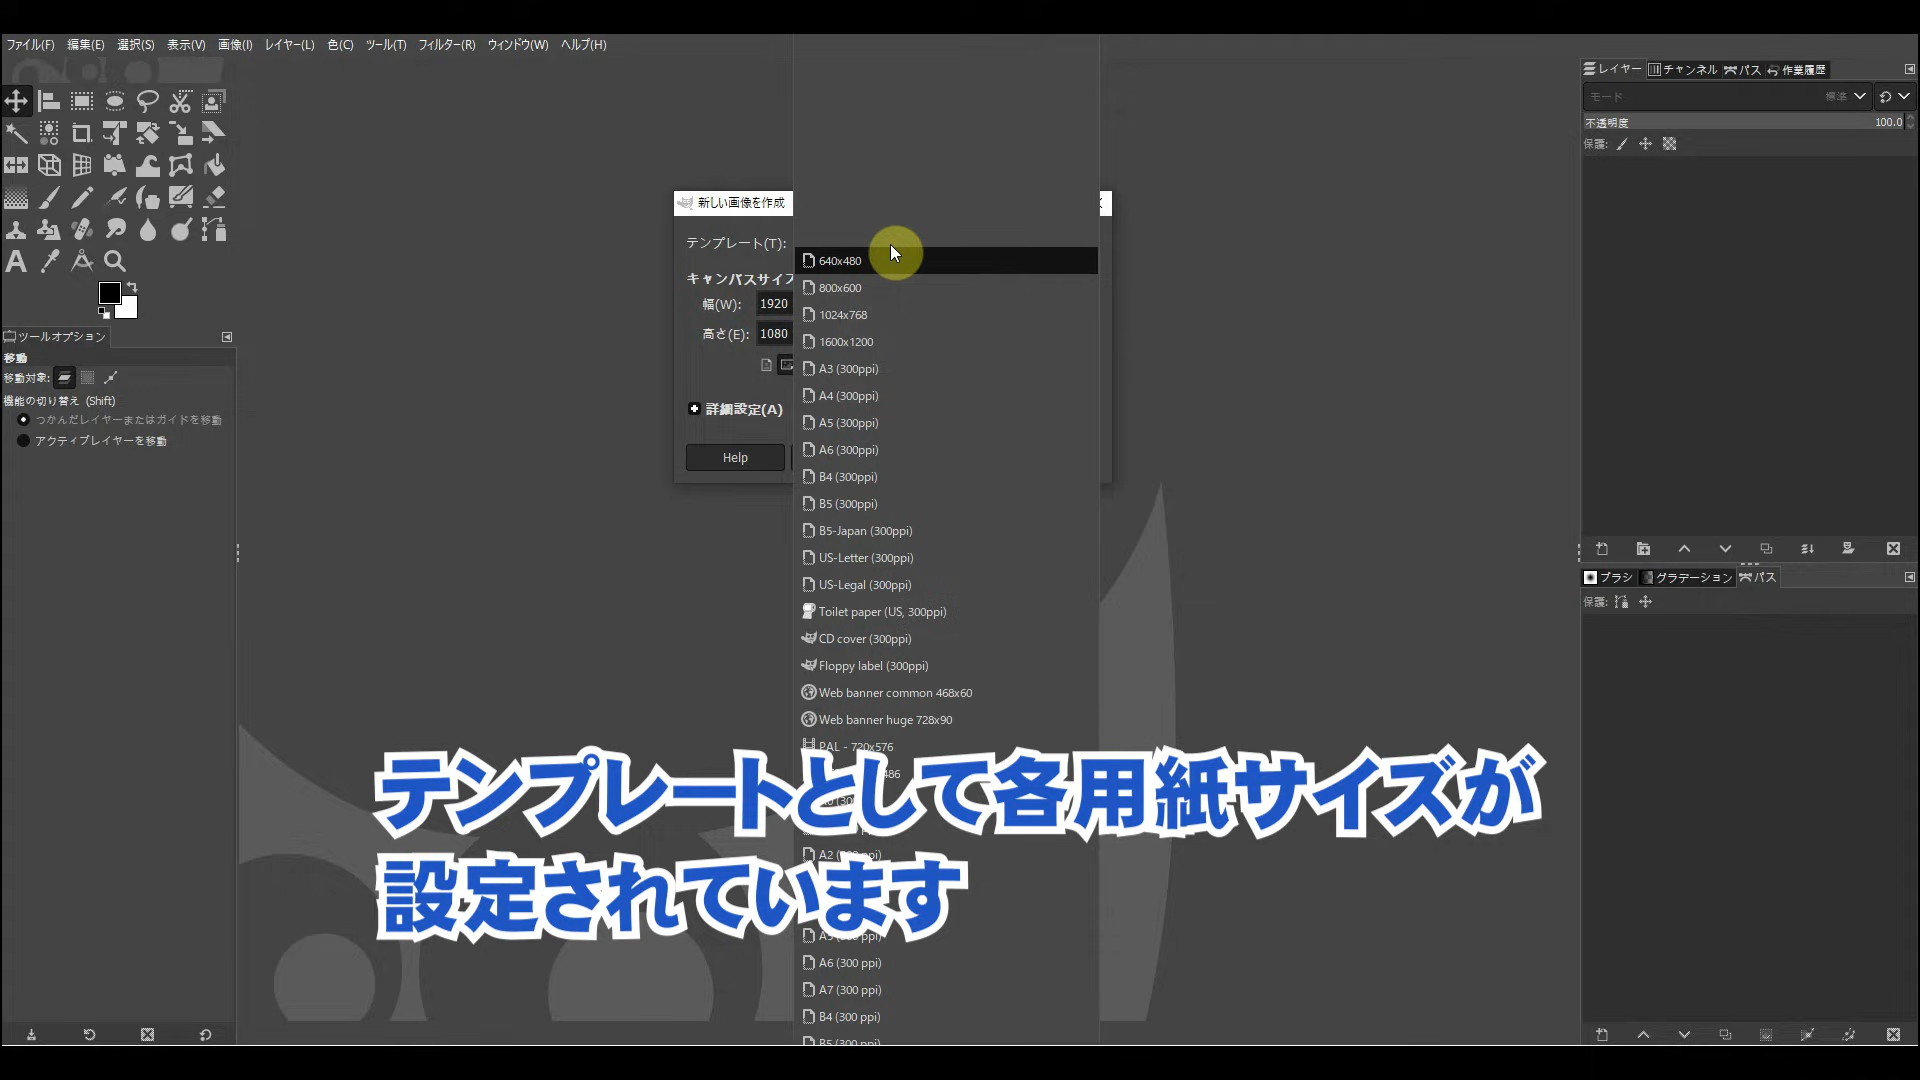 ファイル(F) 編集(E) 選択(S) 表示(V) 画像(I) レイヤー(L) 色(C) ツール(T) フィルター(R) ウィンドウ(W) ヘルプ(H)
ツールオプション
移動
移動対象:
機能の切り替え (Shift)
つかんだレイヤーまたはガイドを移動
アクティブレイヤーを移動
新しい画像を作成
テンプレート(T):
キャンバスサイズ
幅(W): 1920
高さ(E): 1080
詳細設定(A)
Help
640x480
800x600
1024x768
1600x1200
A3 (300ppi)
A4 (300ppi)
A5 (300ppi)
A6 (300ppi)
B4 (300ppi)
B5 (300ppi)
B5-Japan (300ppi)
US-Letter (300ppi)
US-Legal (300ppi)
Toilet paper (US, 300ppi)
CD cover (300ppi)
Floppy label (300ppi)
Web banner common 468x60
Web banner huge 728x90
PAL - 720x576
テンプレートとして各用紙サイズが
A2
設定されています
A6 (300 ppi)
A7 (300 ppi)
B4 (300 ppi)
B5 (300 ppi)
レイヤー チャンネル パス 作業履歴
モード 標準
不透明度 100.0
保護:
ブラシ グラデーション パス
保護: